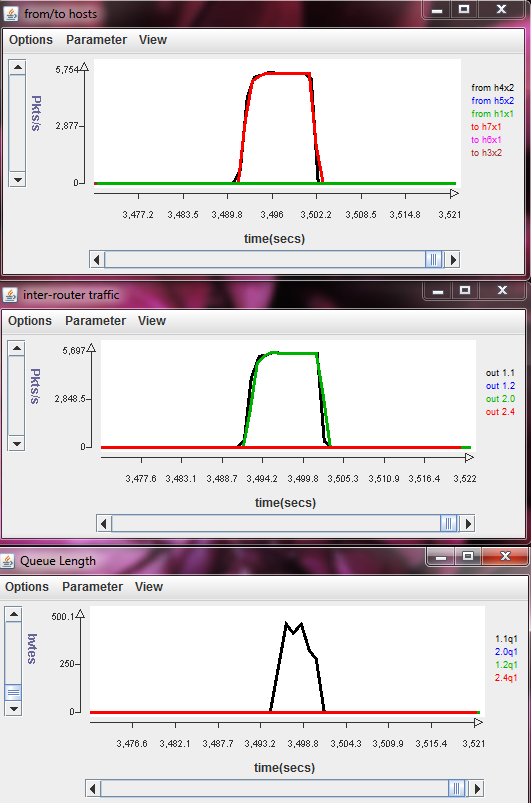 from/to hosts
Options Parameter View
5,754
2,877
0
Pkts/s
3,477.2 3,483.5 3,489.8 3,496 3,502.2 3,508.5 3,514.8 3,521
time(secs)
from h4x2
from h5x2
from h1x1
to h7x1
to h6x1
to h3x2
inter-router traffic
Options Parameter View
5,697
2,848.5
0
Pkts/s
3,477.6 3,483.1 3,488.7 3,494.2 3,499.8 3,505.3 3,510.9 3,516.4 3,522
time(secs)
out 1.1
out 1.2
out 2.0
out 2.4
Queue Length
Options Parameter View
500.1
250
0
bytes
3,476.6 3,482.1 3,487.7 3,493.2 3,498.8 3,504.3 3,509.9 3,515.4 3,521
time(secs)
1.1q1
2.0q1
1.2q1
2.4q1